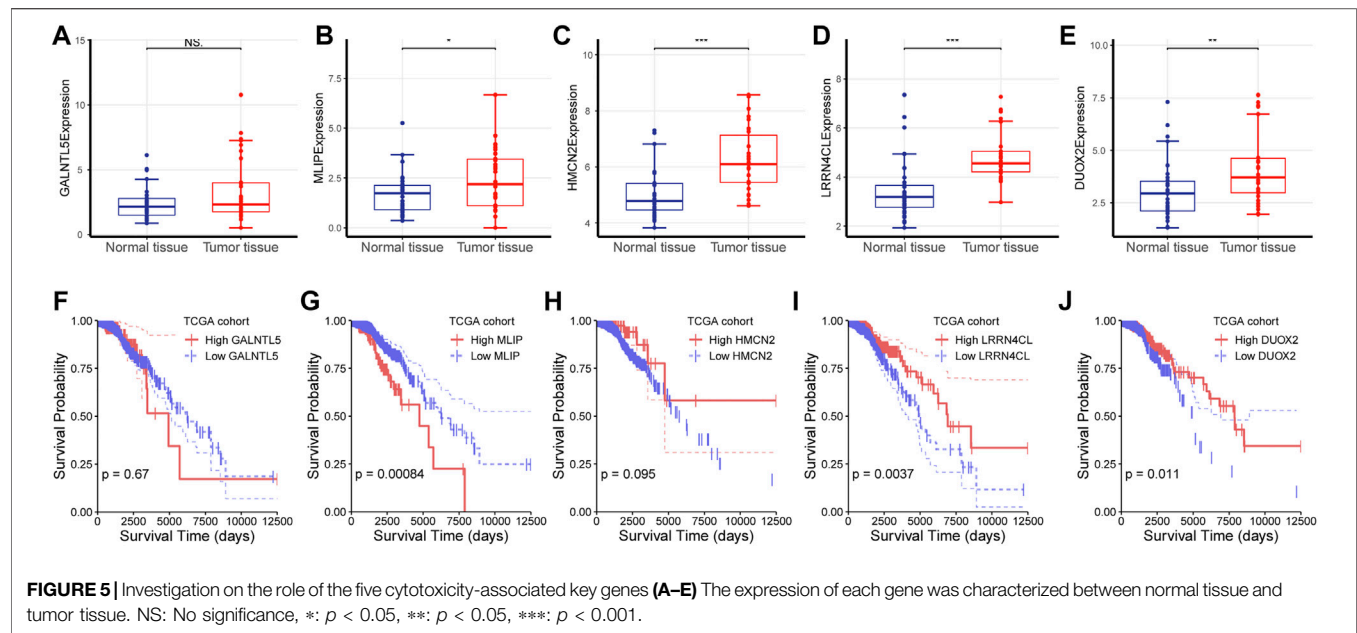 A
NS.
GALNTL5Expression
15
10
5
0
Normal tissue Tumor tissue
B
*
MLIPExpression
7.5
5.0
2.5
0.0
Normal tissue Tumor tissue
C
***
HMCN2Expression
10
8
6
4
Normal tissue Tumor tissue
D
***
LRRN4CLExpression
8
6
4
2
Normal tissue Tumor tissue
E
**
DUOX2Expression
10.0
7.5
5.0
2.5
Normal tissue Tumor tissue
F
TCGA cohort
High GALNTL5
Low GALNTL5
Survival Probability
1.00
0.75
0.50
0.25
0.00
p = 0.67
0 2500 5000 7500 10000 12500
Survival Time (days)
G
TCGA cohort
High MLIP
Low MLIP
Survival Probability
1.00
0.75
0.50
0.25
0.00
p = 0.00084
0 2500 5000 7500 10000 12500
Survival Time (days)
H
TCGA cohort
High HMCN2
Low HMCN2
Survival Probability
1.00
0.75
0.50
0.25
0.00
p = 0.095
0 2500 5000 7500 10000 12500
Survival Time (days)
I
TCGA cohort
High LRRN4CL
Low LRRN4CL
Survival Probability
1.00
0.75
0.50
0.25
0.00
p = 0.0037
0 2500 5000 7500 10000 12500
Survival Time (days)
J
TCGA cohort
High DUOX2
Low DUOX2
Survival Probability
1.00
0.75
0.50
0.25
0.00
p = 0.011
0 2500 5000 7500 10000 12500
Survival Time (days)
FIGURE 5 | Investigation on the role of the five cytotoxicity-associated key genes (A–E) The expression of each gene was characterized between normal tissue and
tumor tissue. NS: No significance, *: p < 0.05, **: p < 0.05, ***: p < 0.001.